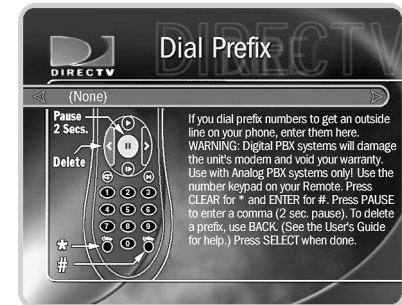 DIRECTV
DIRECTV
Dial Prefix
(None)
Pause
2 Secs.
Delete
1 2 3
4 5 6
7 8 9
0
*
#
If you dial prefix numbers to get an outside
line on your phone, enter them here.
WARNING: Digital PBX systems will damage
the unit's modem and void your warranty.
Use with Analog PBX systems only! Use the
number keypad on your Remote. Press
CLEAR for * and ENTER for #. Press PAUSE
to enter a comma (2 sec. pause). To delete
a prefix, use BACK. (See the User's Guide
for help.) Press SELECT when done.